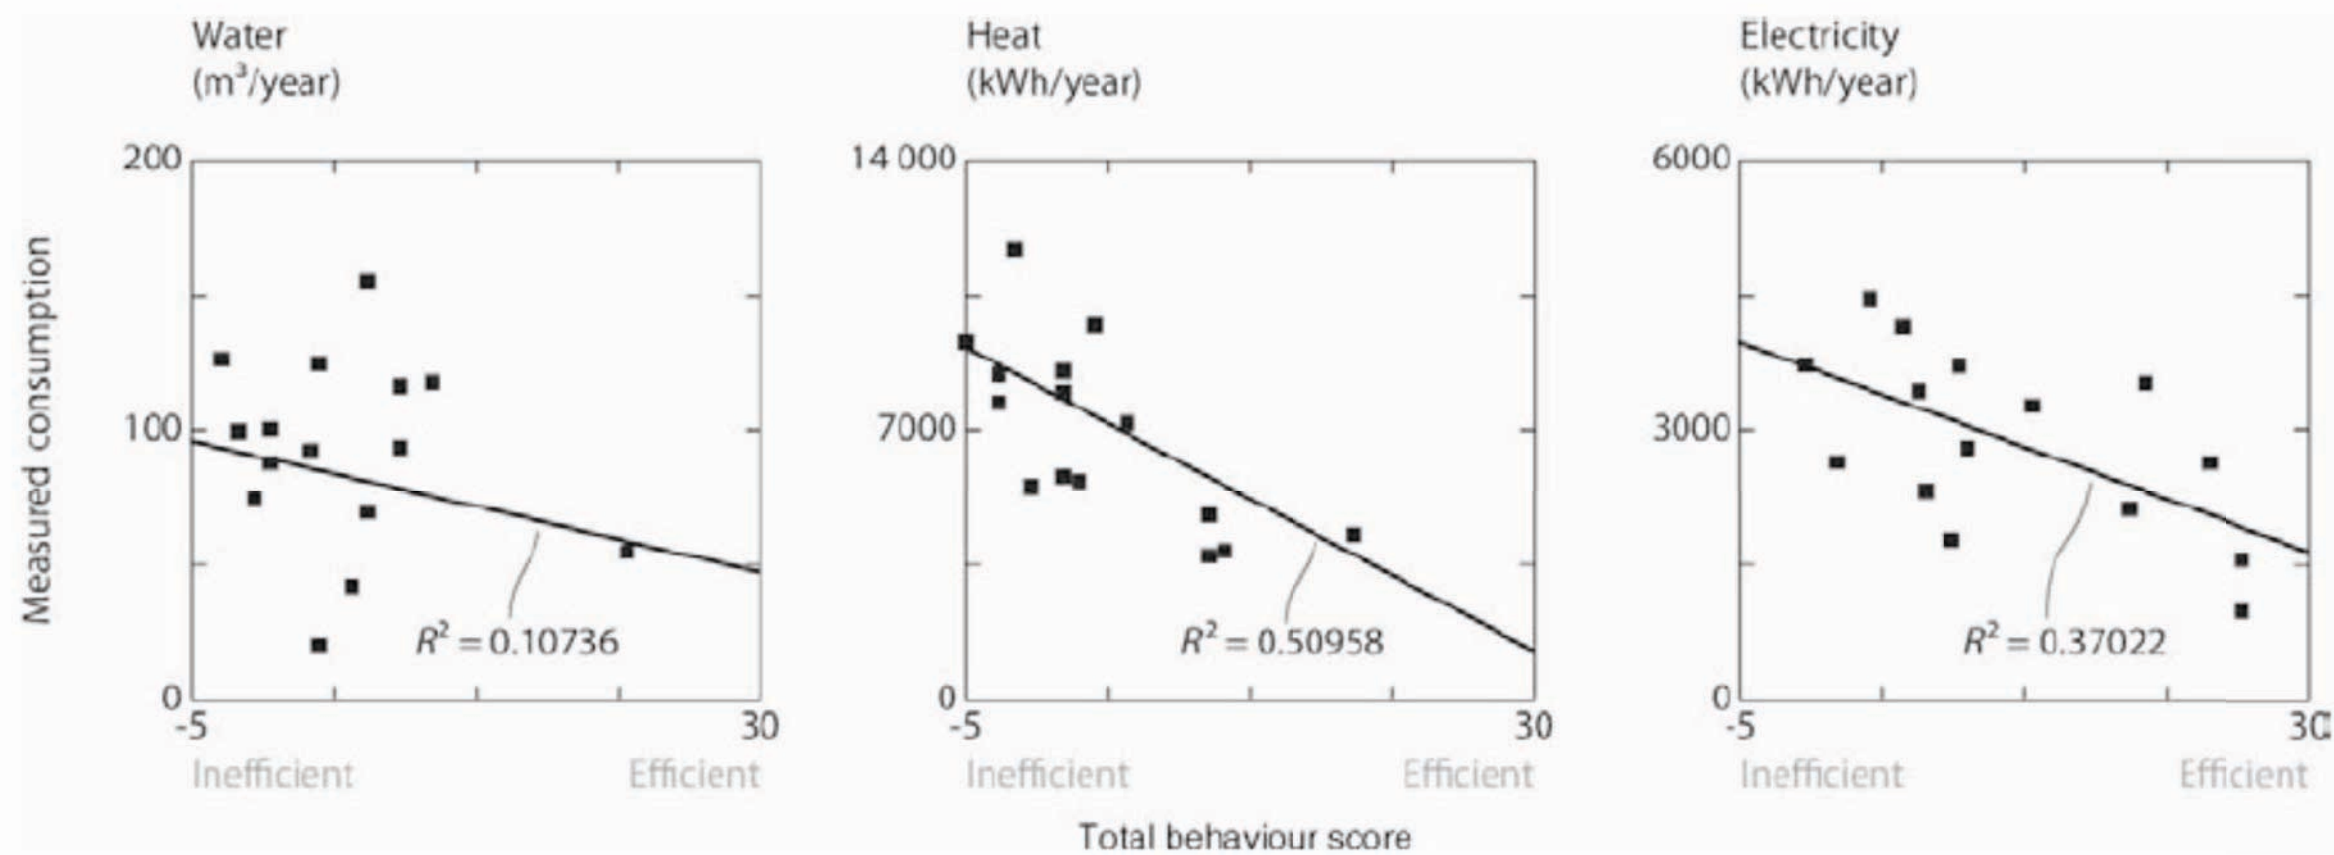 Water
(m³/year)
Heat
(kWh/year)
Electricity
(kWh/year)
Measured consumption
200
100
0
-5
30
Inefficient
Efficient
R² = 0.10736
14 000
7000
0
-5
30
Inefficient
Efficient
R² = 0.50958
6000
3000
0
-5
30
Inefficient
Efficient
R² = 0.37022
Total behaviour score